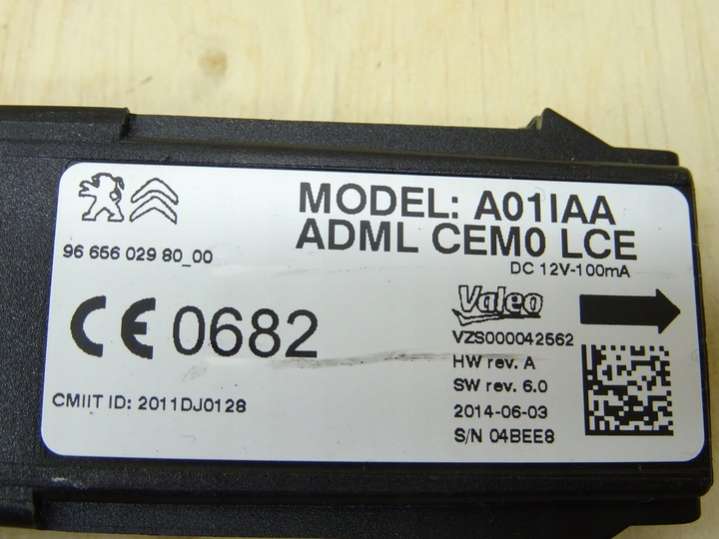 MODEL: A01IAA
ADML CEM0 LCE
DC 12V-100mA
96 656 029 80_00
CE 0682
Valeo
VZS000042562
HW rev. A
SW rev. 6.0
2014-06-03
S/N 04BEE8
CMIIT ID: 2011DJ0128